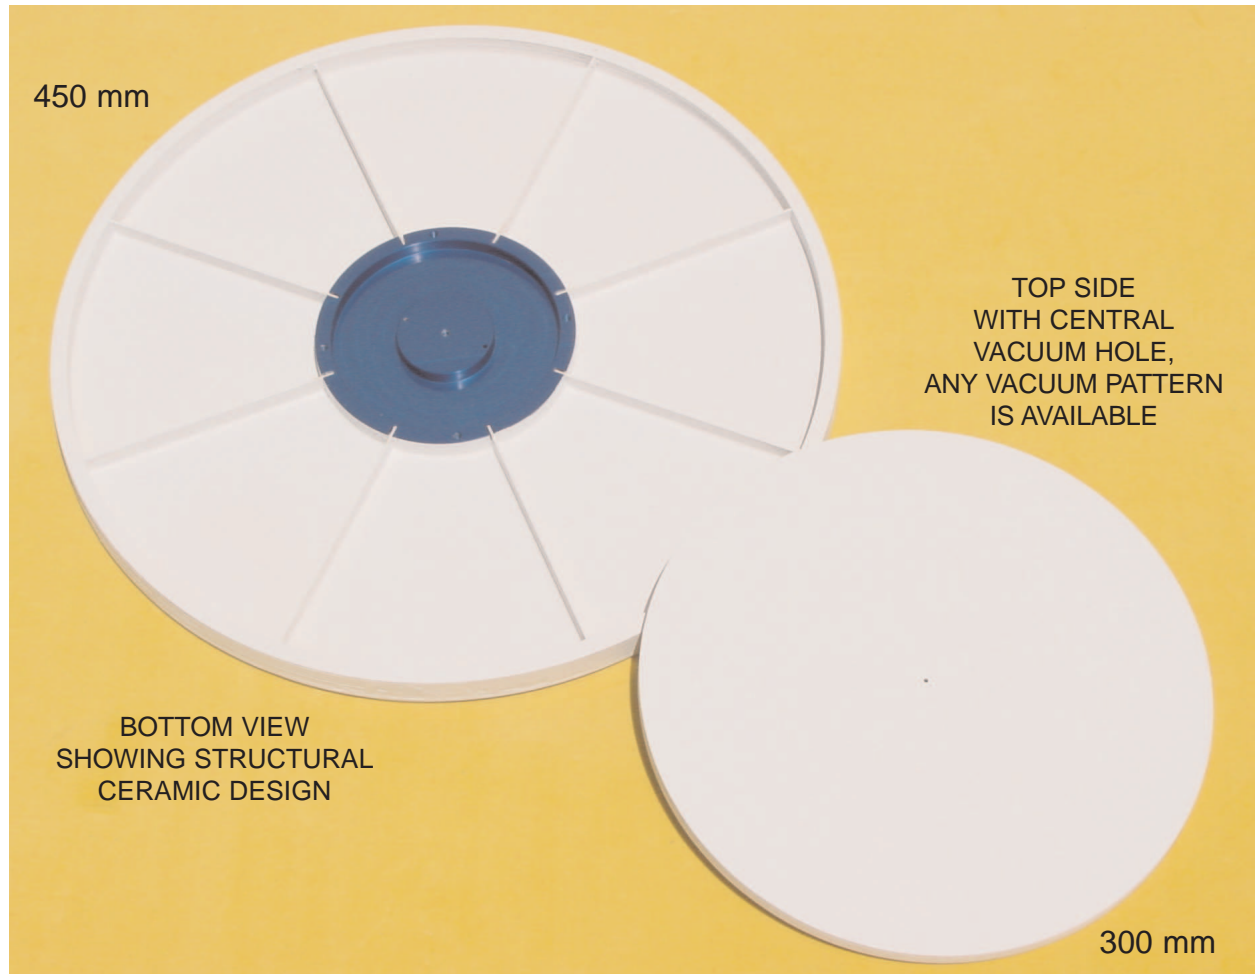 450 mm
TOP SIDE
WITH CENTRAL
VACUUM HOLE,
ANY VACUUM PATTERN
IS AVAILABLE
BOTTOM VIEW
SHOWING STRUCTURAL
CERAMIC DESIGN
300 mm